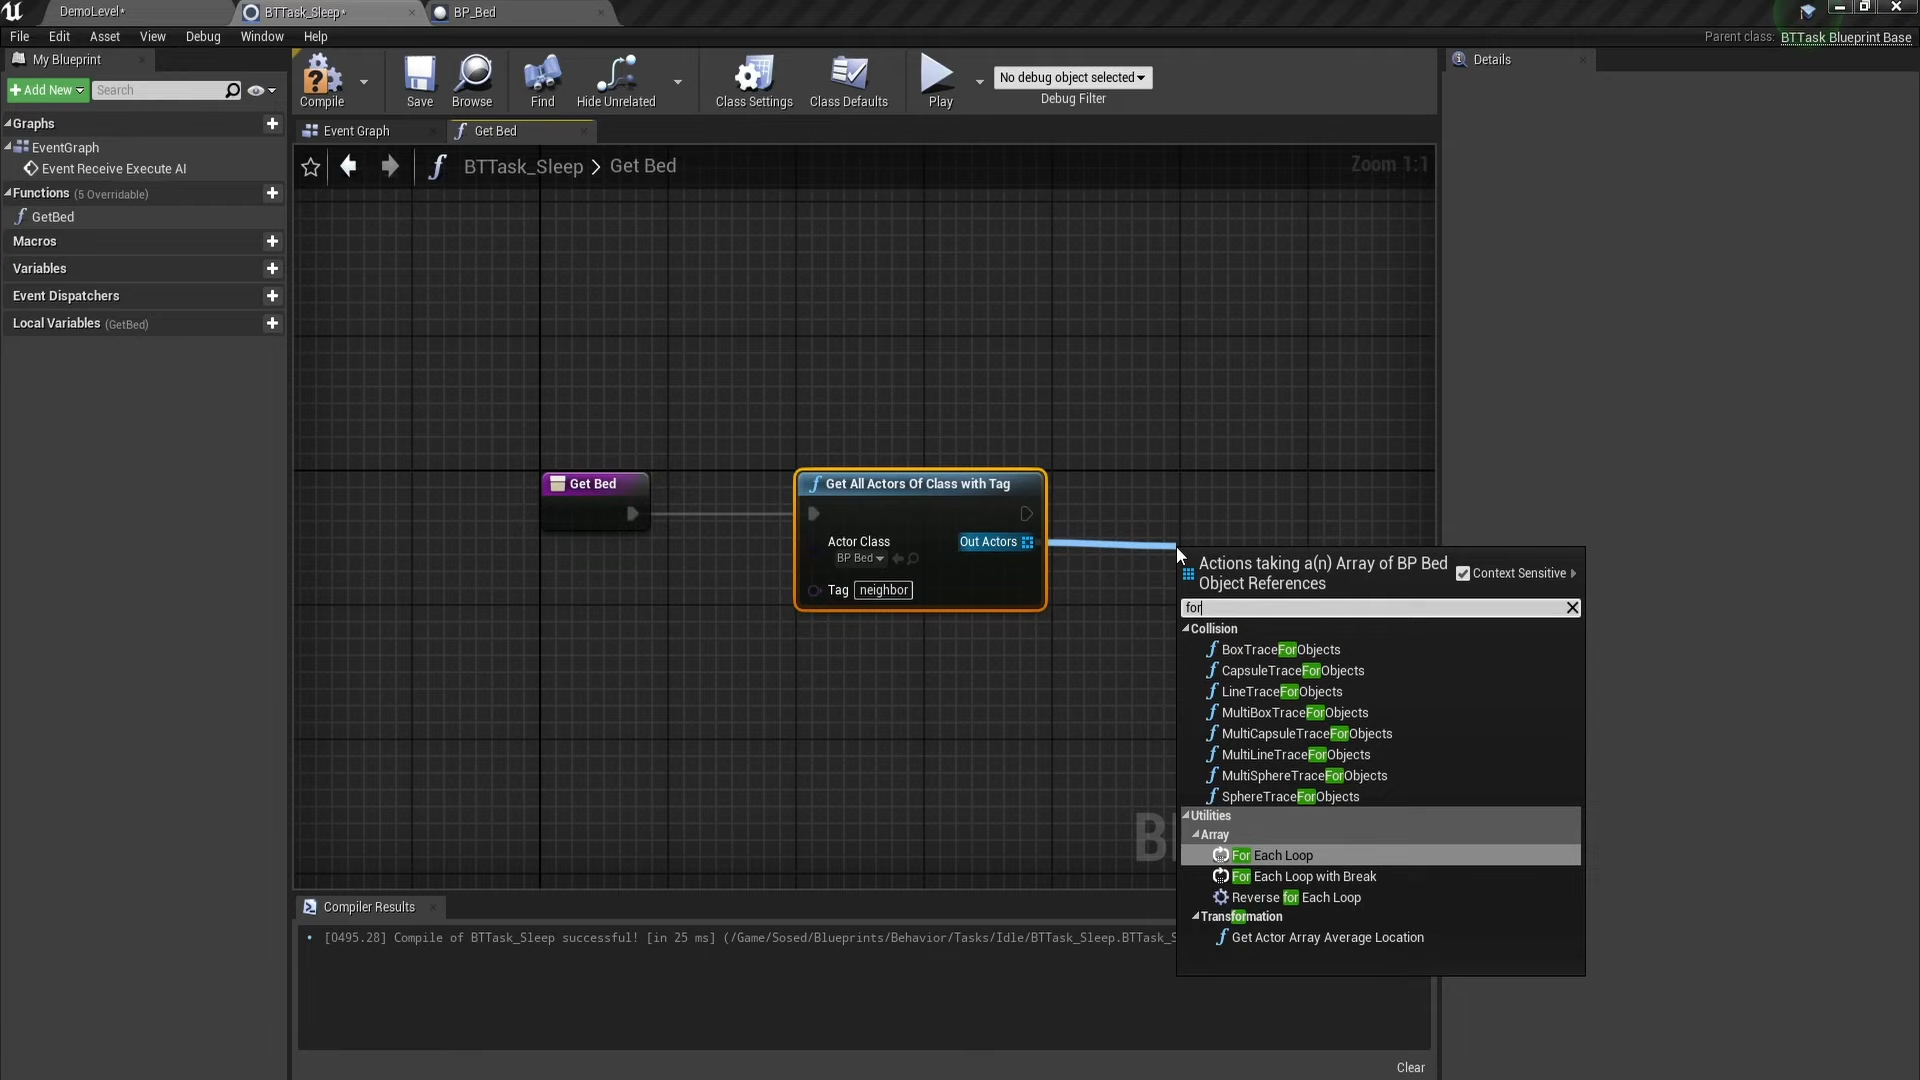 DemoLevel*
BTTask_Sleep*
BP_Bed
File Edit Asset View Debug Window Help
Parent class: BTTask Blueprint Base
My Blueprint
Add New
Search
Compile
Save
Browse
Find
Hide Unrelated
Class Settings
Class Defaults
Play
No debug object selected
Debug Filter
Details
Graphs
EventGraph
Event Receive Execute AI
Functions (5 Overridable)
GetBed
Macros
Variables
Event Dispatchers
Local Variables (GetBed)
Event Graph
Get Bed
BTTask_Sleep > Get Bed
Zoom 1:1
Get Bed
Get All Actors Of Class with Tag
Actor Class
Out Actors
BP Bed
Tag neighbor
Actions taking a(n) Array of BP Bed
Object References
Context Sensitive
for
Collision
BoxTraceForObjects
CapsuleTraceForObjects
LineTraceForObjects
MultiBoxTraceForObjects
MultiCapsuleTraceForObjects
MultiLineTraceForObjects
MultiSphereTraceForObjects
SphereTraceForObjects
Utilities
Array
For Each Loop
For Each Loop with Break
Reverse for Each Loop
Transformation
Get Actor Array Average Location
Compiler Results
[0495.28] Compile of BTTask_Sleep successful! [in 25 ms] (/Game/Sosed/Blueprints/Behavior/Tasks/Idle/BTTask_Sleep.BTTask_S
Clear